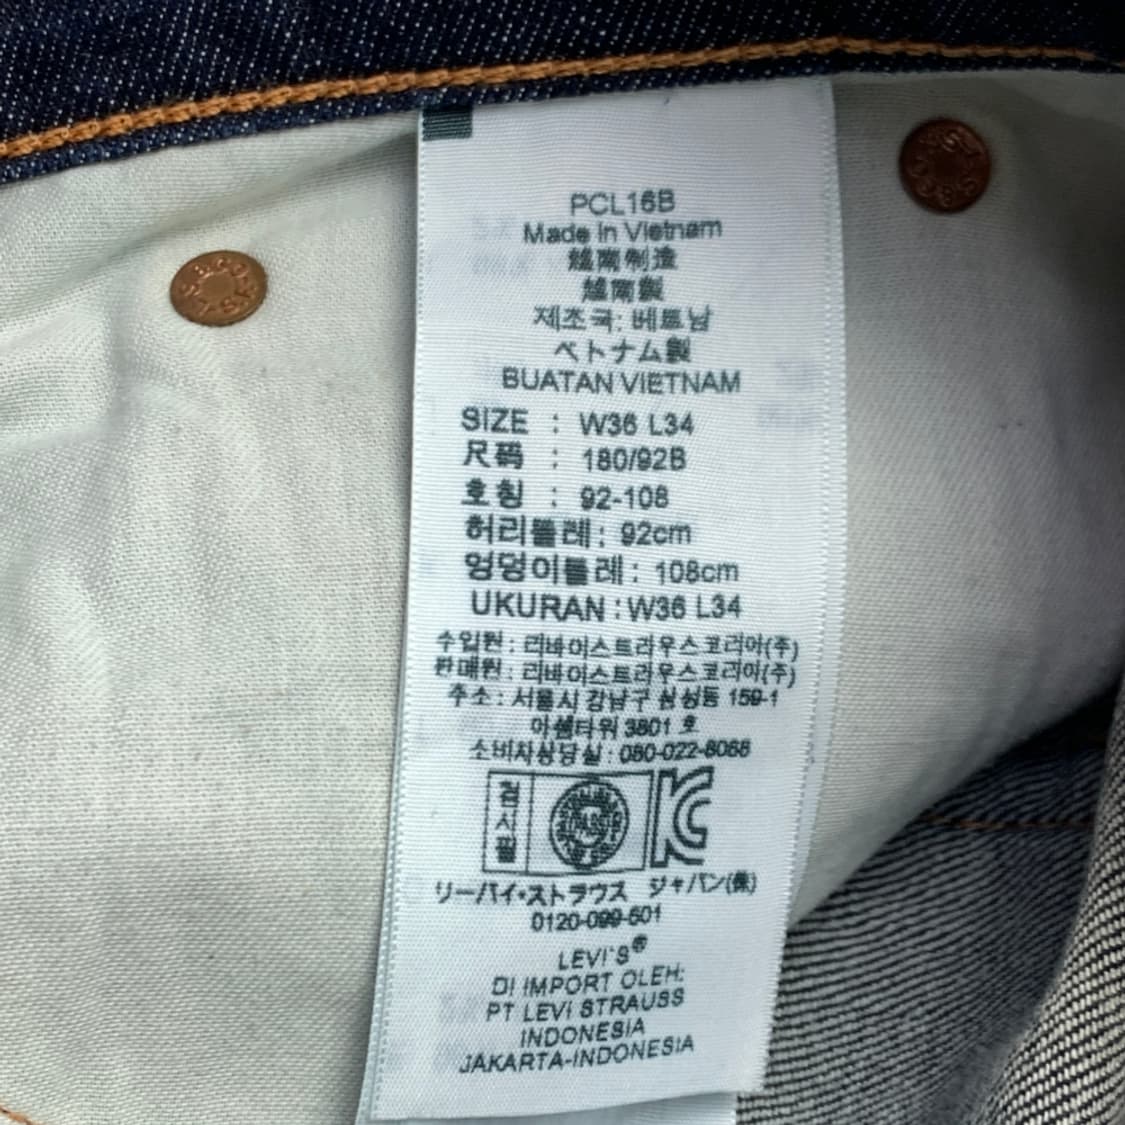 PCL16B
Made in Vietnam
越南制造
越南製
제조국: 베트남
ベトナム製
BUATAN VIETNAM
SIZE : W36 L34
尺码 : 180/92B
호칭 : 92-108
허리둘레: 92cm
엉덩이둘레: 108cm
UKURAN : W36 L34
수입원 : 리바이스트라우스코리아(주)
판매원 : 리바이스트라우스코리아(주)
주소 : 서울시 강남구 삼성동 159-1
아셈타워 3801 호
소비자상담실 : 080-022-8068
검사필
KC
リーバイ・ストラウス ジャパン(株)
0120-099-501
LEVI'S®
DI IMPORT OLEH:
PT LEVI STRAUSS
INDONESIA
JAKARTA-INDONESIA